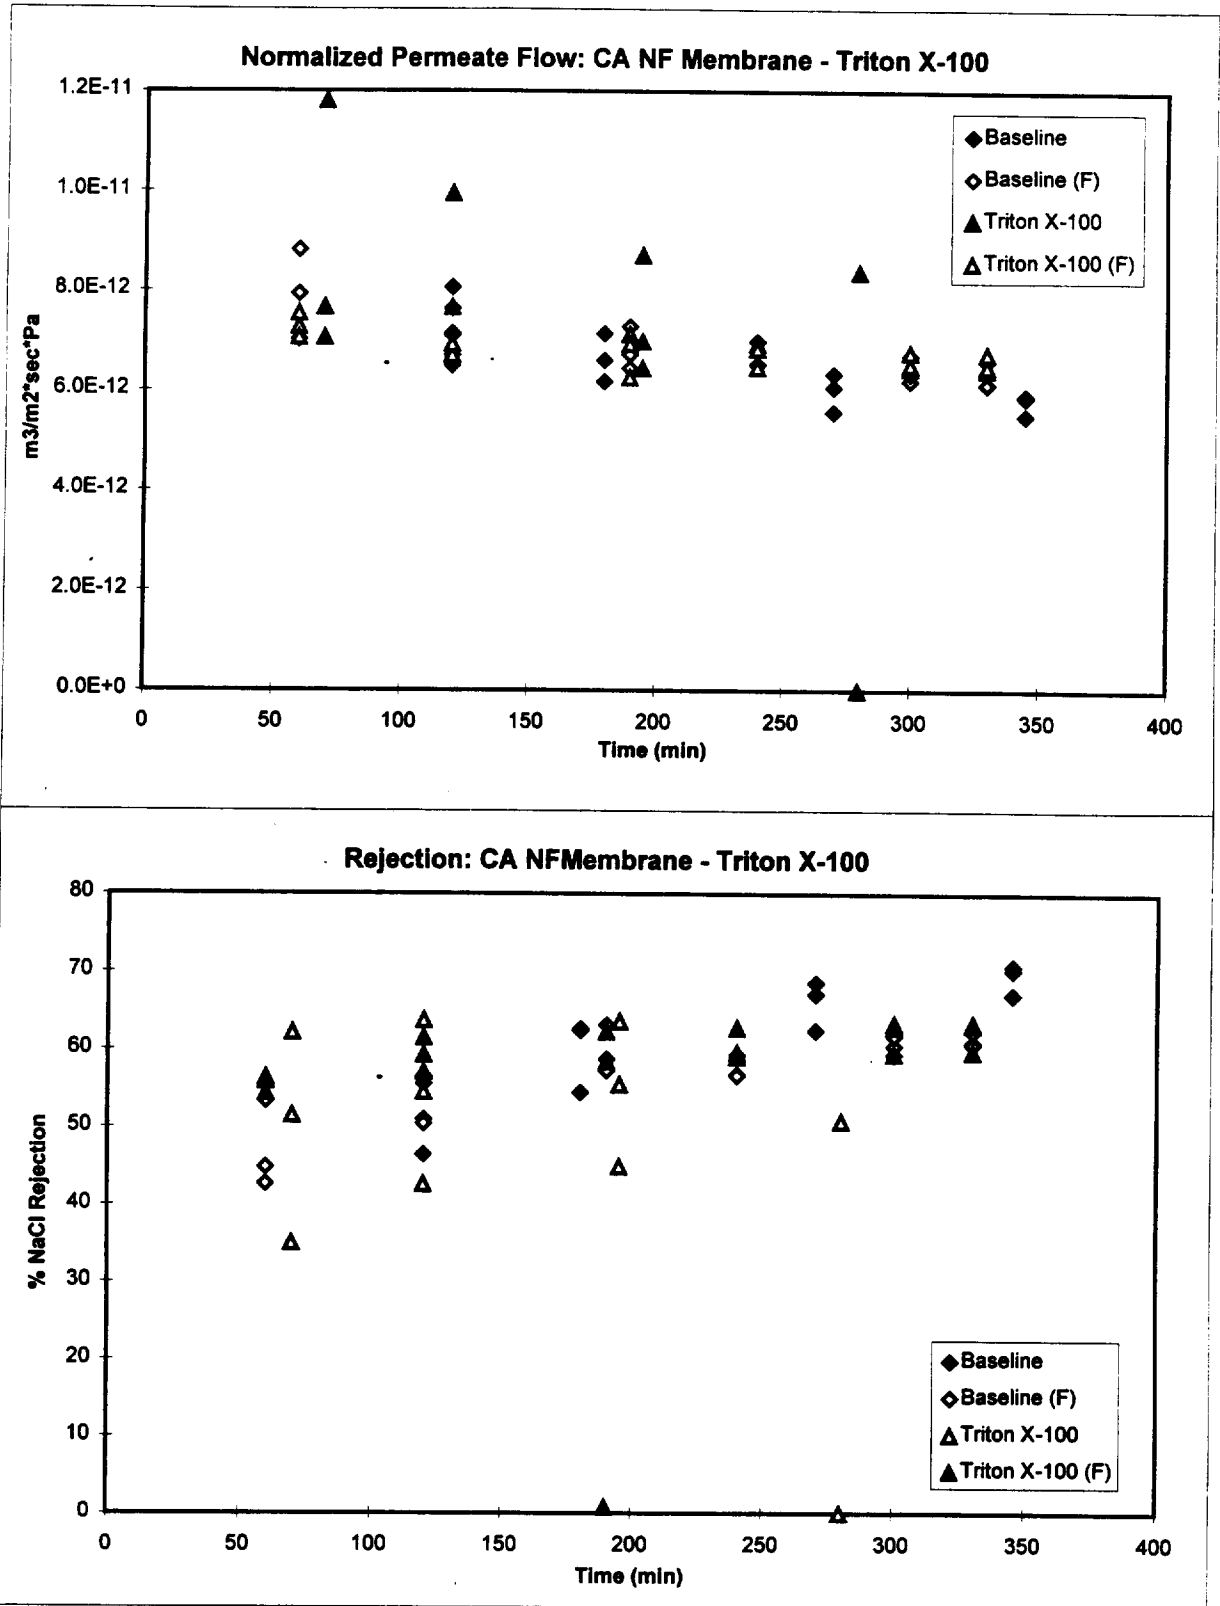 Normalized Permeate Flow: CA NF Membrane - Triton X-100
1.2E-11
1.0E-11
8.0E-12
6.0E-12
4.0E-12
2.0E-12
0.0E+0
m3/m2*sec*Pa
Baseline
Baseline (F)
Triton X-100
Triton X-100 (F)
0 50 100 150 200 250 300 350 400
Time (min)
Rejection: CA NFMembrane - Triton X-100
80
70
60
50
40
30
20
10
0
% NaCl Rejection
Baseline
Baseline (F)
Triton X-100
Triton X-100 (F)
0 50 100 150 200 250 300 350 400
Time (min)